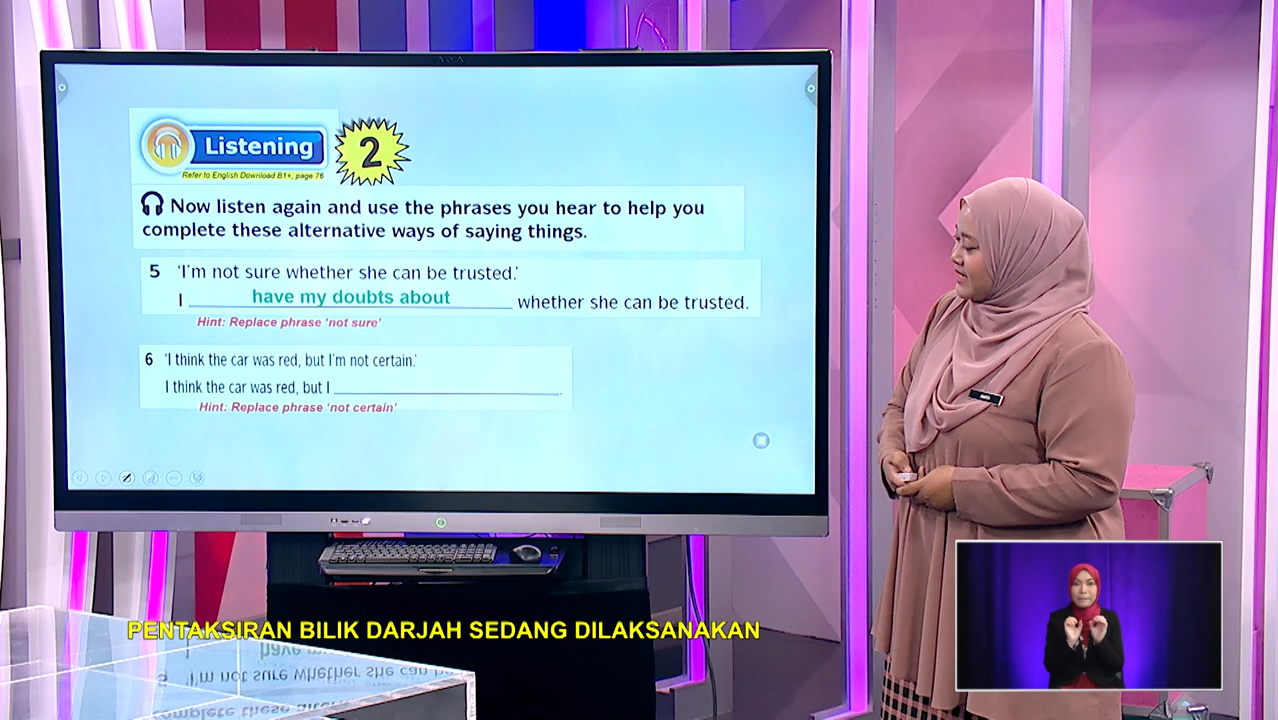 Listening
2
Refer to English Download B1+, page 76
Now listen again and use the phrases you hear to help you
complete these alternative ways of saying things.
5 'I'm not sure whether she can be trusted.'
I have my doubts about whether she can be trusted.
Hint: Replace phrase 'not sure'
6 'I think the car was red, but I'm not certain.'
I think the car was red, but I ______.
Hint: Replace phrase 'not certain'
PENTAKSIRAN BILIK DARJAH SEDANG DILAKSANAKAN